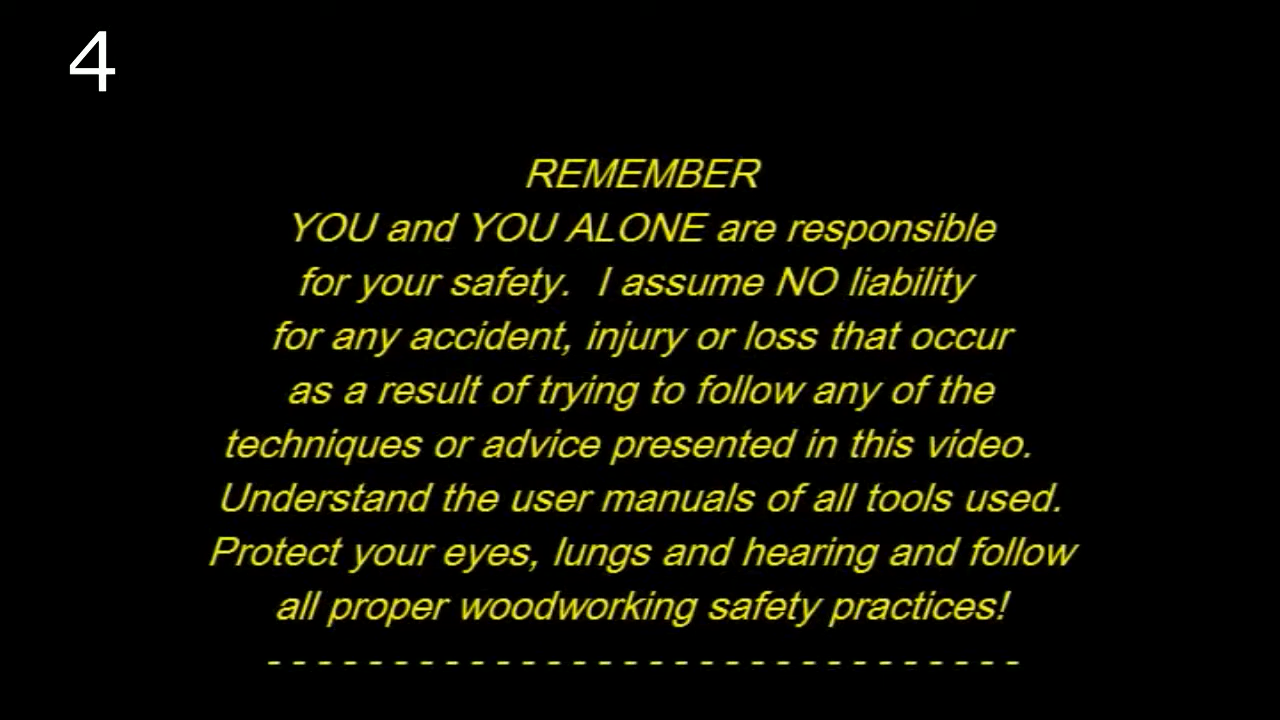 4
REMEMBER
YOU and YOU ALONE are responsible
for your safety.  I assume NO liability
for any accident, injury or loss that occur
as a result of trying to follow any of the
techniques or advice presented in this video.
Understand the user manuals of all tools used.
Protect your eyes, lungs and hearing and follow
all proper woodworking safety practices!
- - - - - - - - - - - - - - - - - - - - - - - - - - - - - -